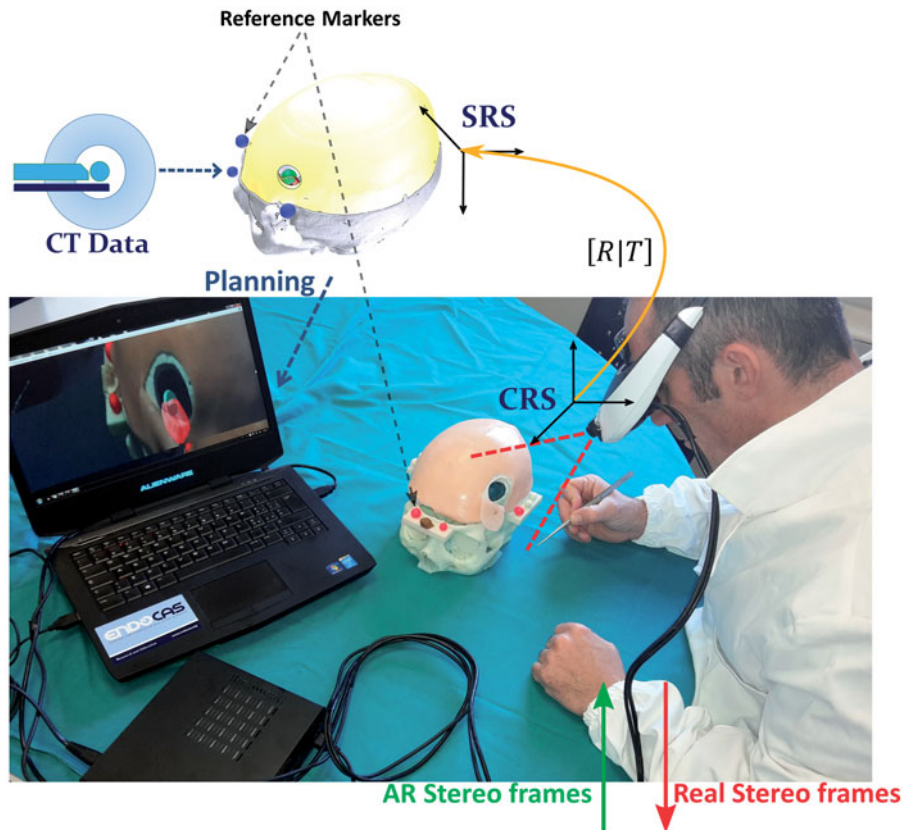 Reference Markers
SRS
CT Data
[R|T]
Planning
CRS
ALIENWARE
ENDOCAS
AR Stereo frames
Real Stereo frames